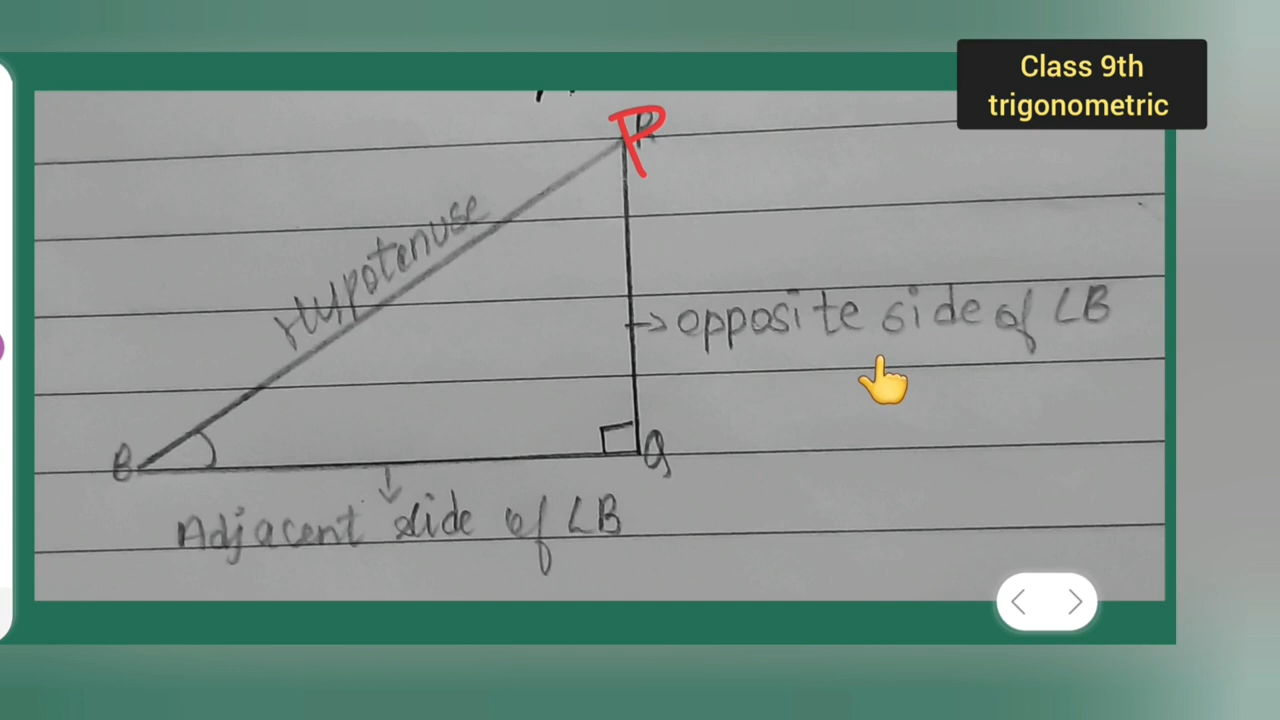 Class 9th
trigonometric
P
Hypotenuse
→ opposite side of ∠B
B
Q
Adjacent side of ∠B